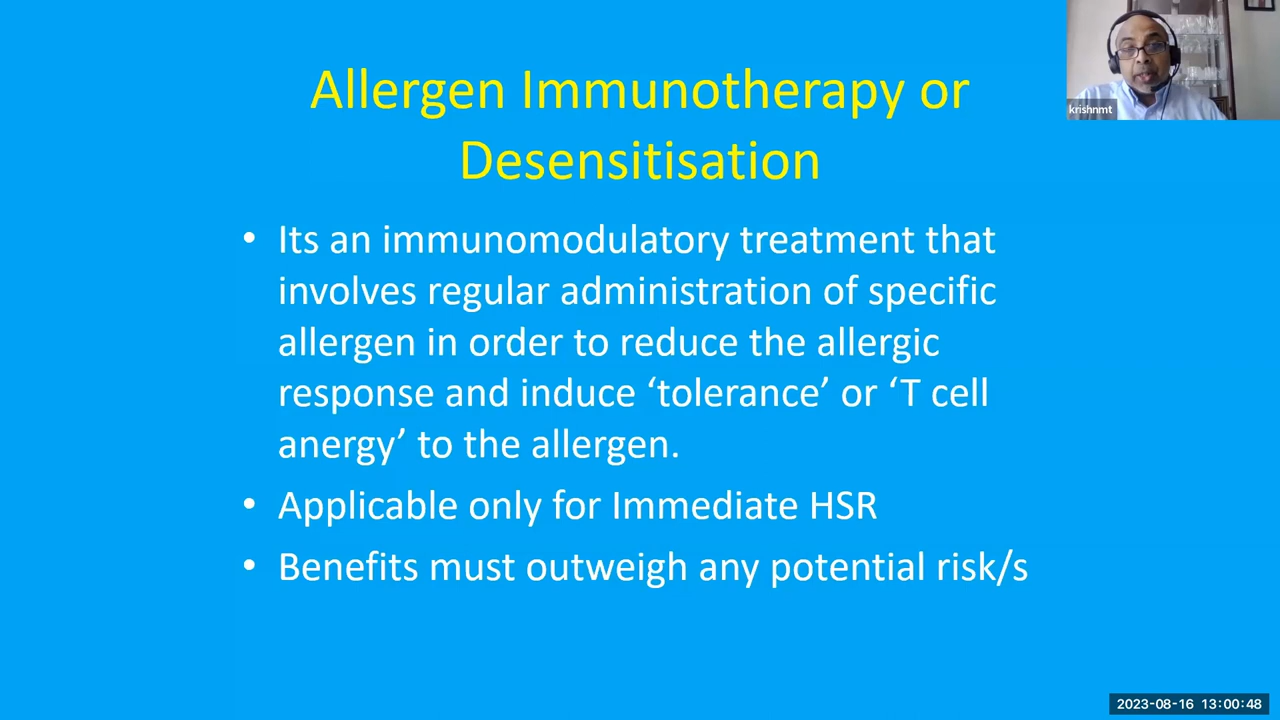 Allergen Immunotherapy or
Desensitisation
krishnmt
• Its an immunomodulatory treatment that
involves regular administration of specific
allergen in order to reduce the allergic
response and induce ‘tolerance’ or ‘T cell
anergy’ to the allergen.
• Applicable only for Immediate HSR
• Benefits must outweigh any potential risk/s
2023-08-16 13:00:48